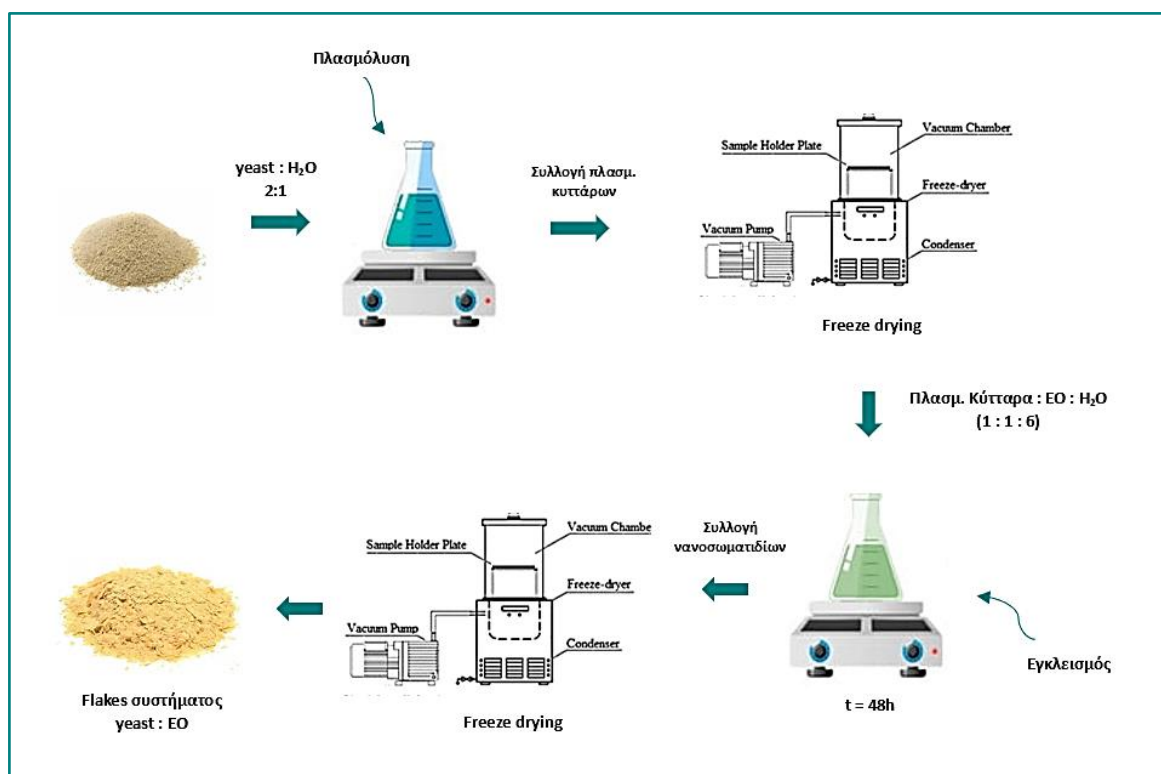 Πλασμόλυση
yeast : H₂O
2:1
Συλλογή πλασμ.
κυττάρων
Vacuum Chamber
Sample Holder Plate
Freeze-dryer
Vacuum Pump
Condenser
Freeze drying
Πλασμ. Κύτταρα : EO : H₂O
(1 : 1 : 6)
Εγκλεισμός
t = 48h
Συλλογή
νανοσωματιδίων
Vacuum Chambe
Sample Holder Plate
Freeze-dryer
Vacuum Pump
Condenser
Freeze drying
Flakes συστήματος
yeast : EO